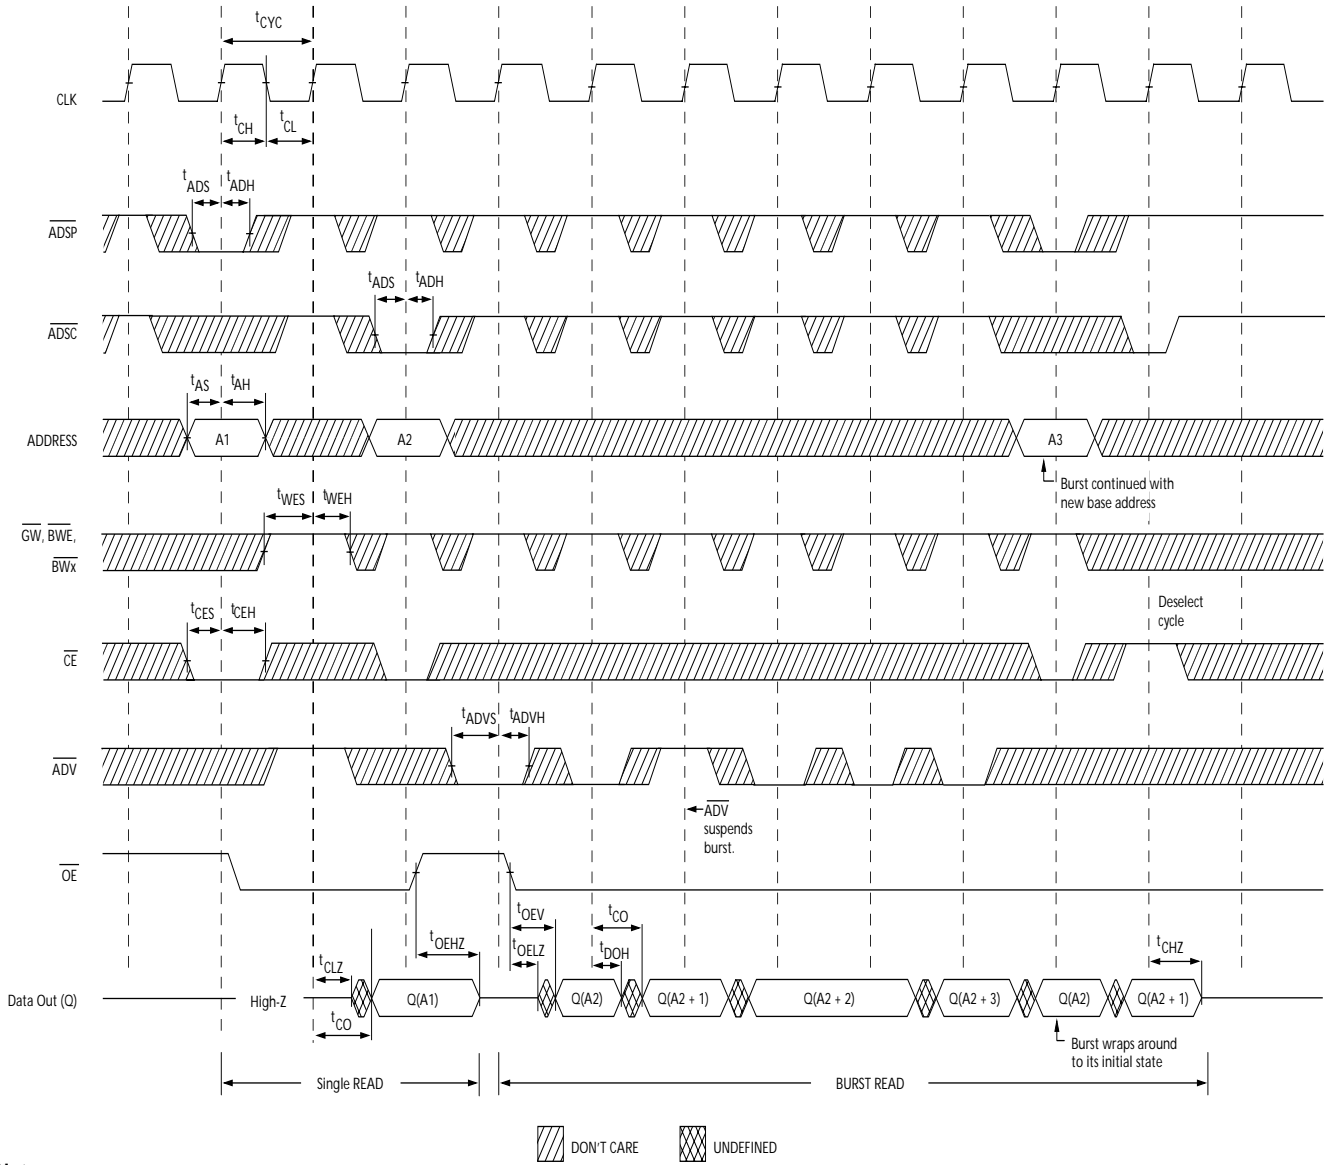 tCYC
CLK
tCH
tCL
tADS
tADH
ADSP
tADS
tADH
ADSC
tAS
tAH
ADDRESS
A1
A2
A3
Burst continued with
new base address
tWES
tWEH
GW, BWE,
BWx
Deselect
cycle
tCES
tCEH
CE
tADVS
tADVH
ADV
ADV
suspends
burst.
OE
tOEV
tCO
tOEHZ
tOELZ
tDOH
tCHZ
tCLZ
Data Out (Q)
High-Z
Q(A1)
Q(A2)
Q(A2 + 1)
Q(A2 + 2)
Q(A2 + 3)
Q(A2)
Q(A2 + 1)
tCO
Burst wraps around
to its initial state
Single READ
BURST READ
DON'T CARE
UNDEFINED